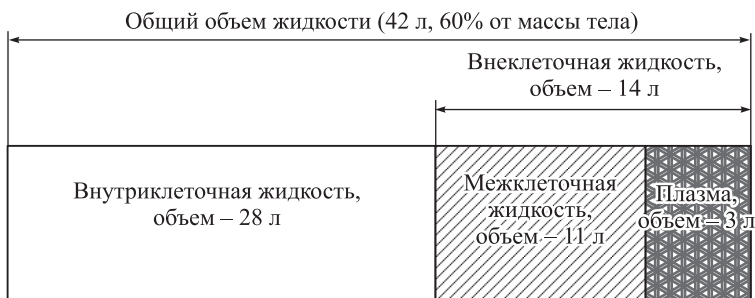 Общий объем жидкости (42 л, 60% от массы тела)
Внеклеточная жидкость,
объем – 14 л
Внутриклеточная жидкость,
объем – 28 л
Межклеточная
жидкость,
объем – 11 л
Плазма,
объем – 3 л